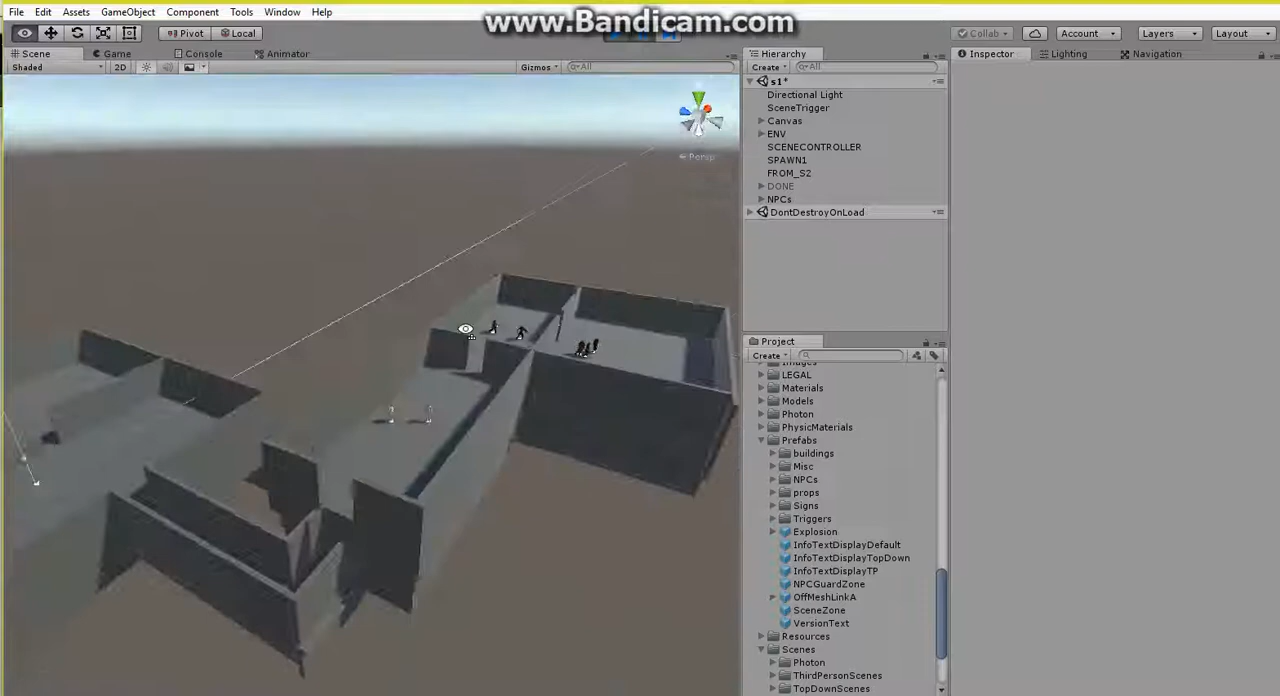 www.Bandicam.com
File Edit Assets GameObject Component Tools Window Help
Pivot Local Collab Account Layers Layout
Scene Game Console Animator Hierarchy Inspector Lighting Navigation
Shaded 2D Gizmos All Create All
s1*
Directional Light
SceneTrigger
Canvas
ENV
SCENECONTROLLER
SPAWN1
FROM_S2
DONE
NPCs
DontDestroyOnLoad
Persp
Project
Create
LEGAL
Materials
Models
Photon
PhysicMaterials
Prefabs
buildings
Misc
NPCs
props
Signs
Triggers
Explosion
InfoTextDisplayDefault
InfoTextDisplayTopDown
InfoTextDisplayTP
NPCGuardZone
OffMeshLinkA
SceneZone
VersionText
Resources
Scenes
Photon
ThirdPersonScenes
TopDownScenes